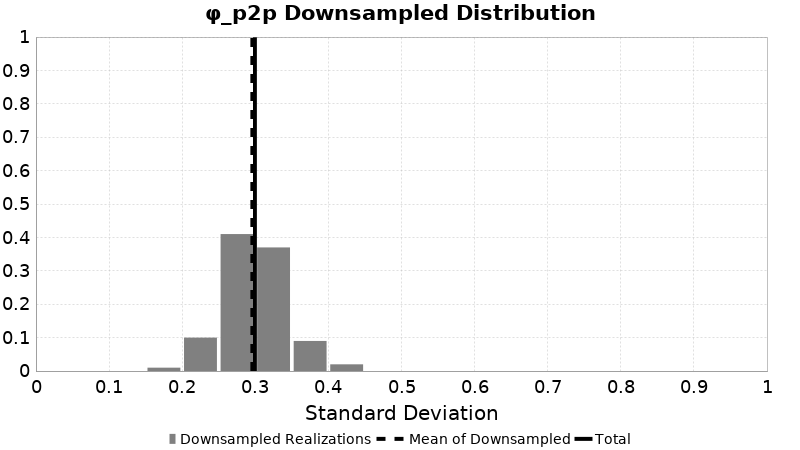 φ_p2p Downsampled Distribution
1
0.9
0.8
0.7
0.6
0.5
0.4
0.3
0.2
0.1
0
0 0.1 0.2 0.3 0.4 0.5 0.6 0.7 0.8 0.9 1
Standard Deviation
Downsampled Realizations Mean of Downsampled Total